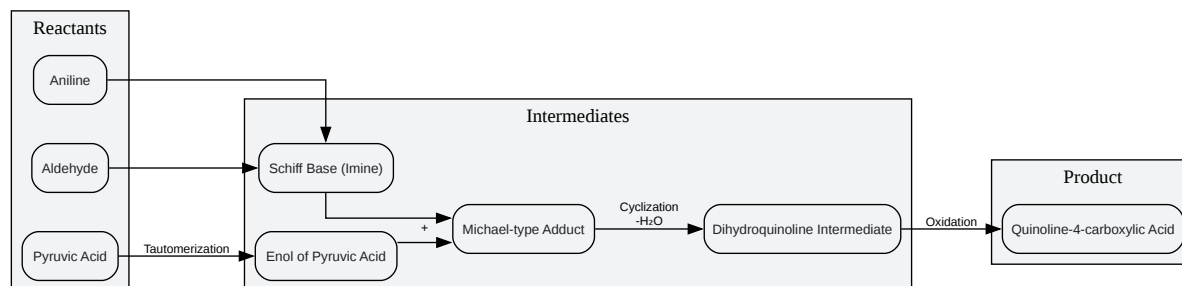 Reactants
Aniline
Aldehyde
Pyruvic Acid
Tautomerization
Intermediates
Schiff Base (Imine)
Enol of Pyruvic Acid
+
Michael-type Adduct
Cyclization
-H₂O
Dihydroquinoline Intermediate
Oxidation
Product
Quinoline-4-carboxylic Acid